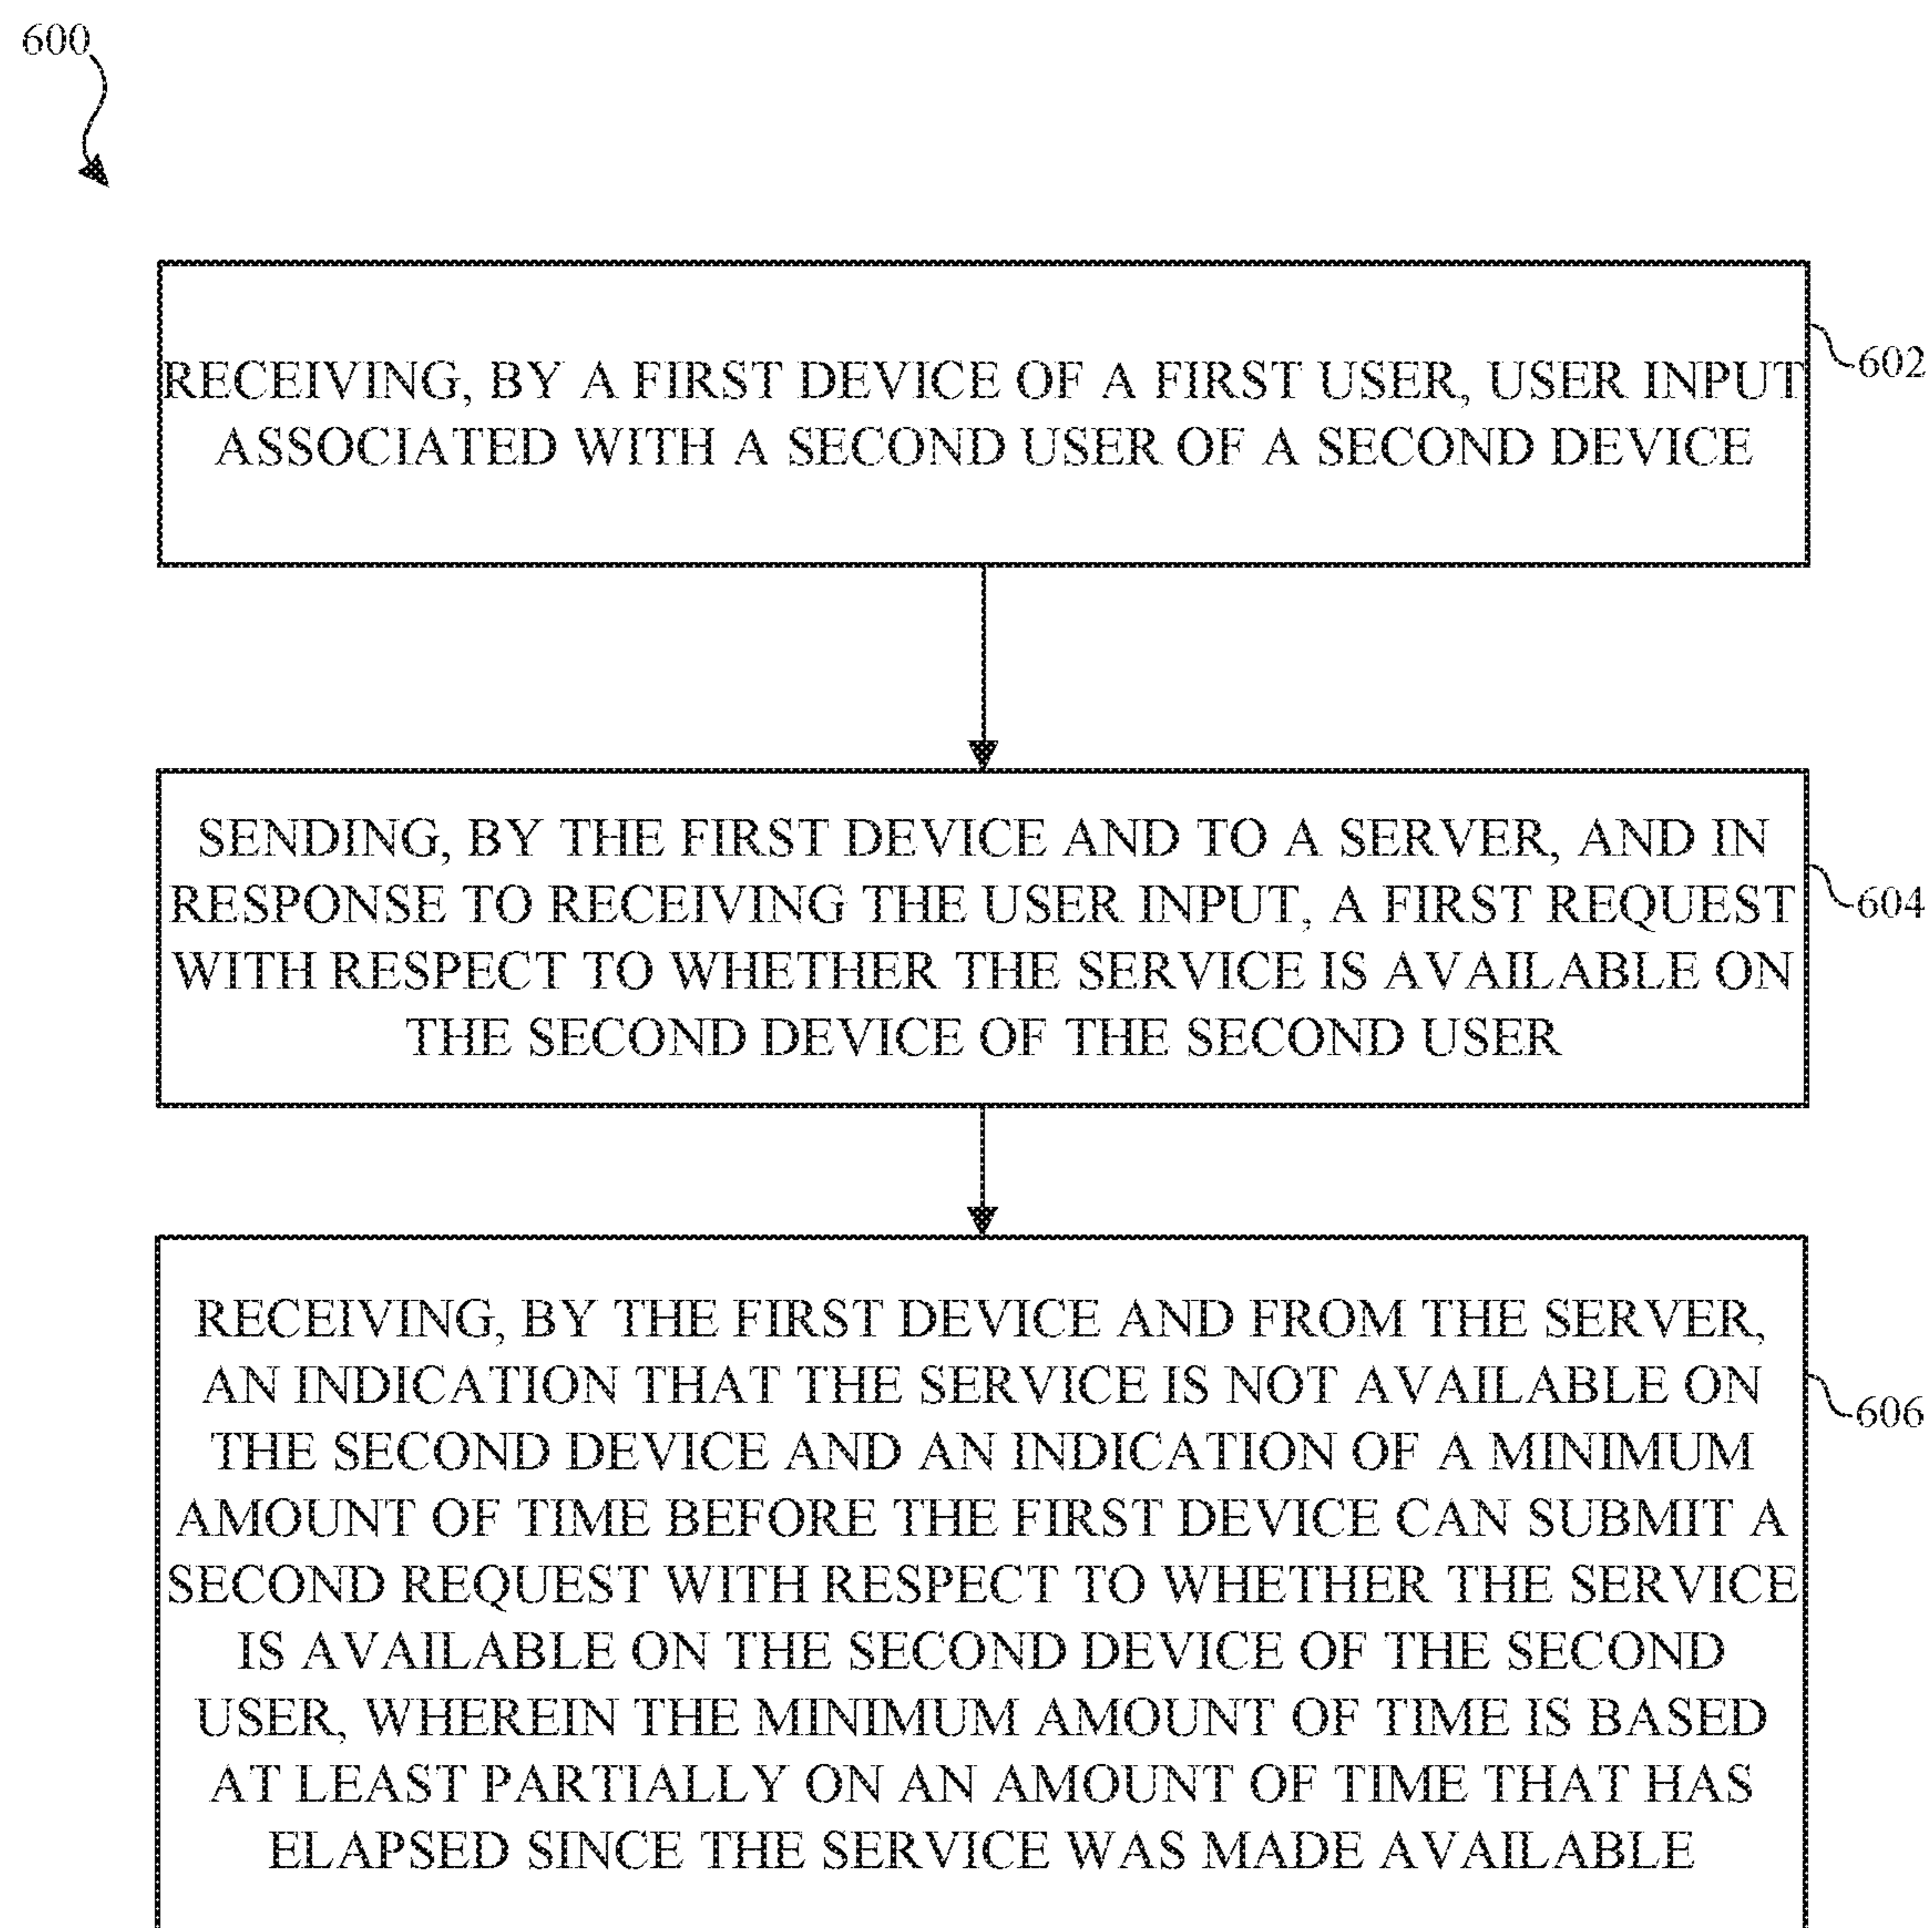 600
RECEIVING, BY A FIRST DEVICE OF A FIRST USER, USER INPUT
ASSOCIATED WITH A SECOND USER OF A SECOND DEVICE
602
SENDING, BY THE FIRST DEVICE AND TO A SERVER, AND IN
RESPONSE TO RECEIVING THE USER INPUT, A FIRST REQUEST
WITH RESPECT TO WHETHER THE SERVICE IS AVAILABLE ON
THE SECOND DEVICE OF THE SECOND USER
604
RECEIVING, BY THE FIRST DEVICE AND FROM THE SERVER,
AN INDICATION THAT THE SERVICE IS NOT AVAILABLE ON
THE SECOND DEVICE AND AN INDICATION OF A MINIMUM
AMOUNT OF TIME BEFORE THE FIRST DEVICE CAN SUBMIT A
SECOND REQUEST WITH RESPECT TO WHETHER THE SERVICE
IS AVAILABLE ON THE SECOND DEVICE OF THE SECOND
USER, WHEREIN THE MINIMUM AMOUNT OF TIME IS BASED
AT LEAST PARTIALLY ON AN AMOUNT OF TIME THAT HAS
ELAPSED SINCE THE SERVICE WAS MADE AVAILABLE
606